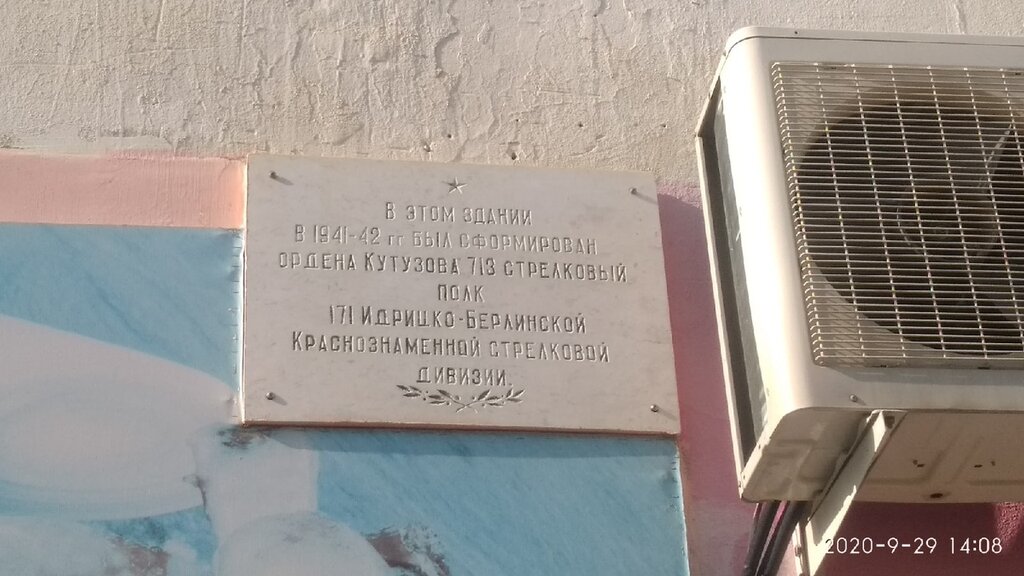 В ЭТОМ ЗДАНИИ
В 1941-42 гг БЫЛ СФОРМИРОВАН
ОРДЕНА КУТУЗОВА 713 СТРЕЛКОВЫЙ
ПОЛК
171 ИДРИЦКО-БЕРЛИНСКОЙ
КРАСНОЗНАМЕННОЙ СТРЕЛКОВОЙ
ДИВИЗИИ.
2020-9-29 14:08